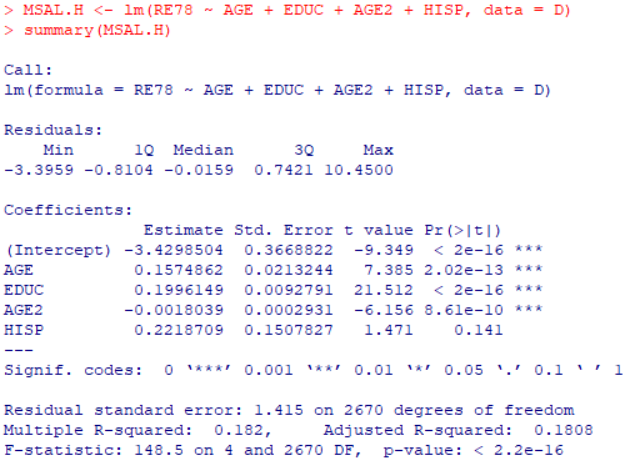 > MSAL.H <- lm(RE78 ~ AGE + EDUC + AGE2 + HISP, data = D)
> summary(MSAL.H)
Call:
lm(formula = RE78 ~ AGE + EDUC + AGE2 + HISP, data = D)
Residuals:
    Min      1Q  Median      3Q     Max
-3.3959 -0.8104 -0.0159  0.7421 10.4500
Coefficients:
              Estimate Std. Error t value Pr(>|t|)
(Intercept) -3.4298504  0.3668822  -9.349  < 2e-16 ***
AGE          0.1574862  0.0213244   7.385 2.02e-13 ***
EDUC         0.1996149  0.0092791  21.512  < 2e-16 ***
AGE2        -0.0018039  0.0002931  -6.156 8.61e-10 ***
HISP         0.2218709  0.1507827   1.471    0.141
---
Signif. codes:  0 ‘***’ 0.001 ‘**’ 0.01 ‘*’ 0.05 ‘.’ 0.1 ‘ ’ 1
Residual standard error: 1.415 on 2670 degrees of freedom
Multiple R-squared:  0.182,     Adjusted R-squared:  0.1808
F-statistic: 148.5 on 4 and 2670 DF,  p-value: < 2.2e-16